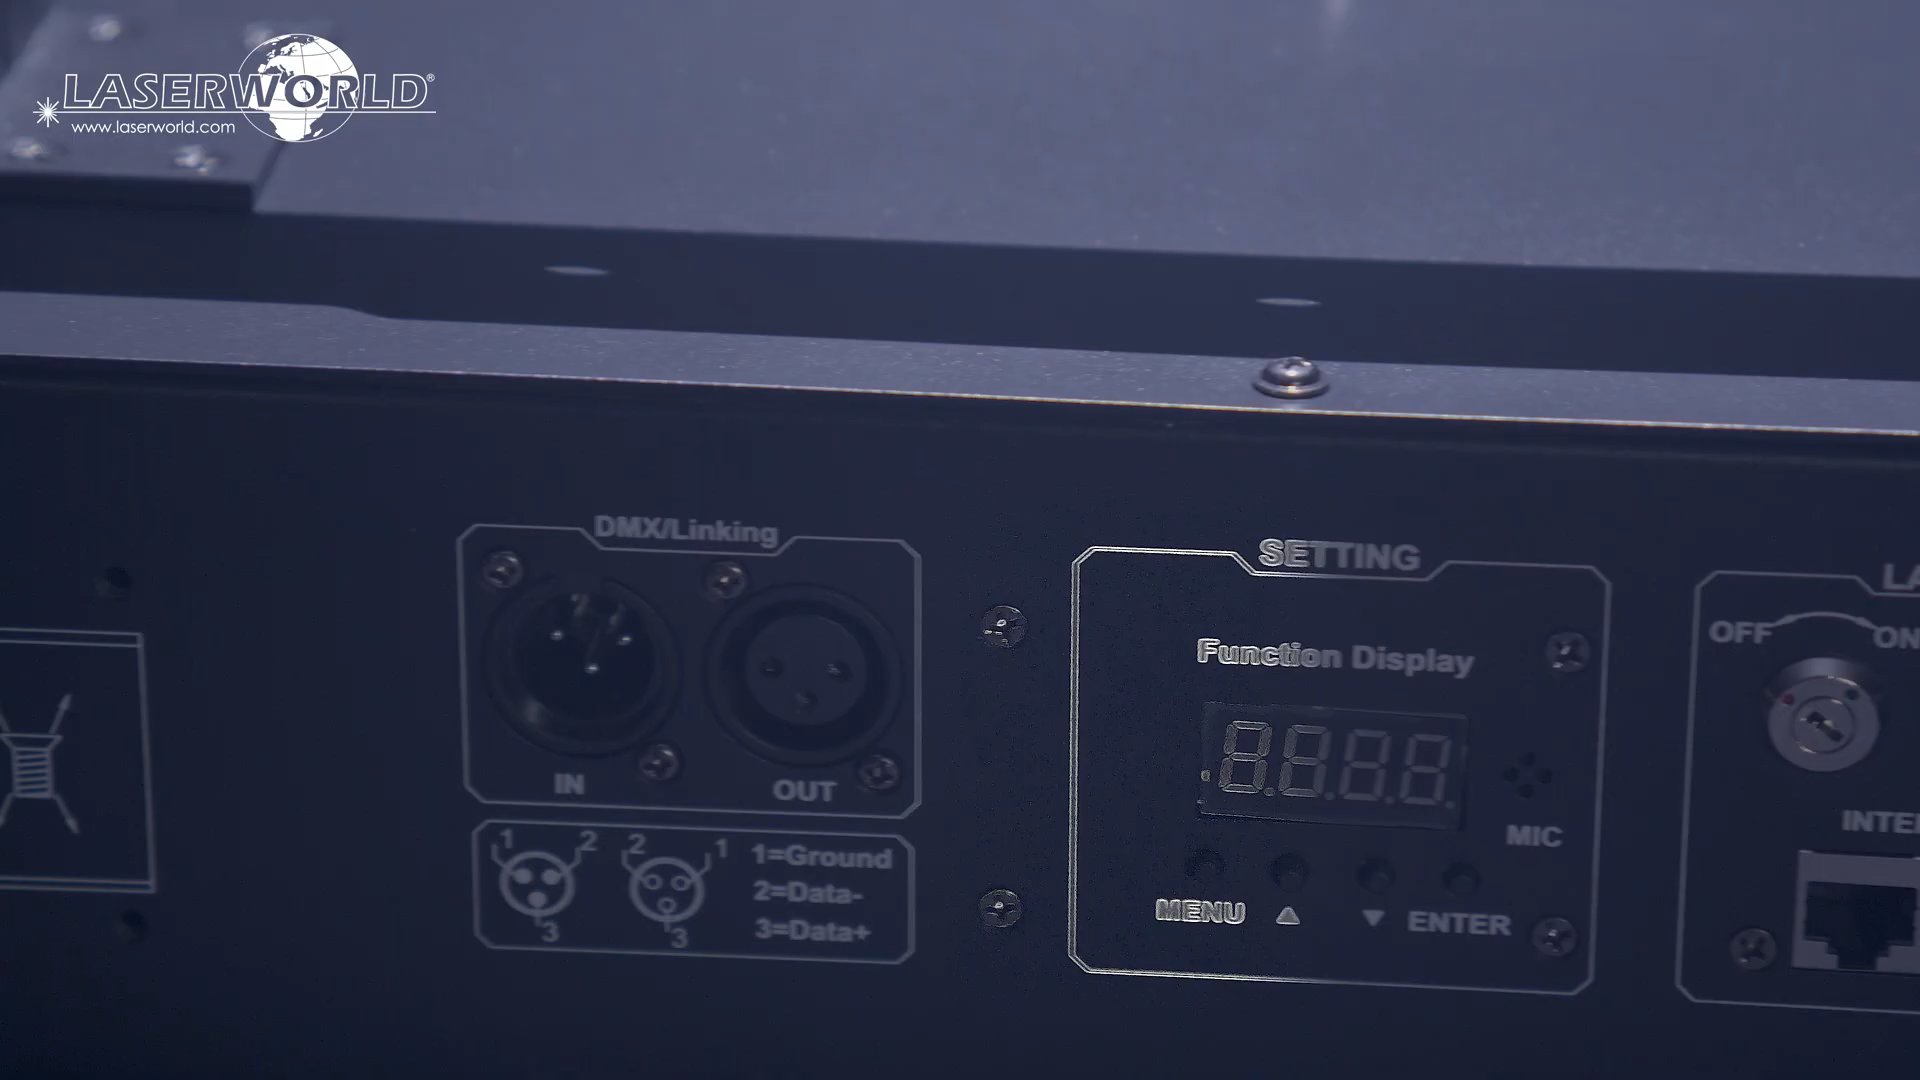 LASERWORLD®
www.laserworld.com
DMX/Linking
IN
OUT
1
2
3
2
1
3
1=Ground
2=Data-
3=Data+
SETTING
Function Display
MIC
MENU ▲ ▼ ENTER
OFF
ON